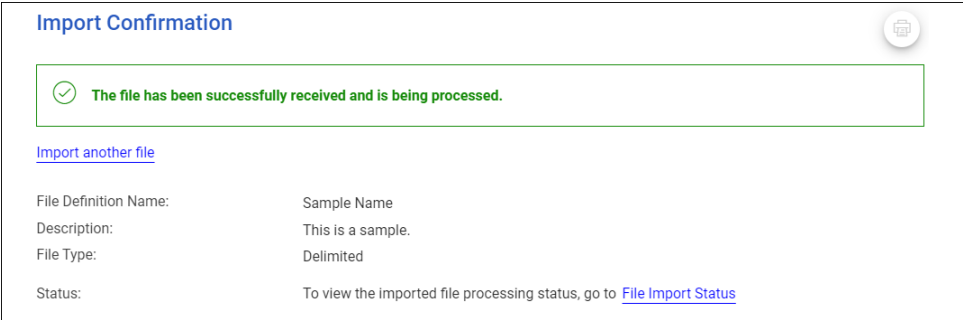 Import Confirmation
The file has been successfully received and is being processed.
Import another file
File Definition Name: Sample Name
Description: This is a sample.
File Type: Delimited
Status: To view the imported file processing status, go to File Import Status